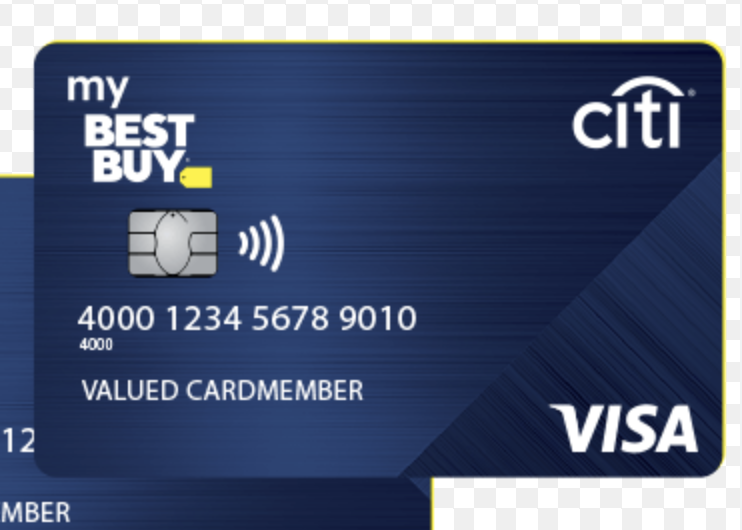 my
BEST
BUY
citi®
4000 1234 5678 9010
4000
VALUED CARDMEMBER
VISA
12
MBER